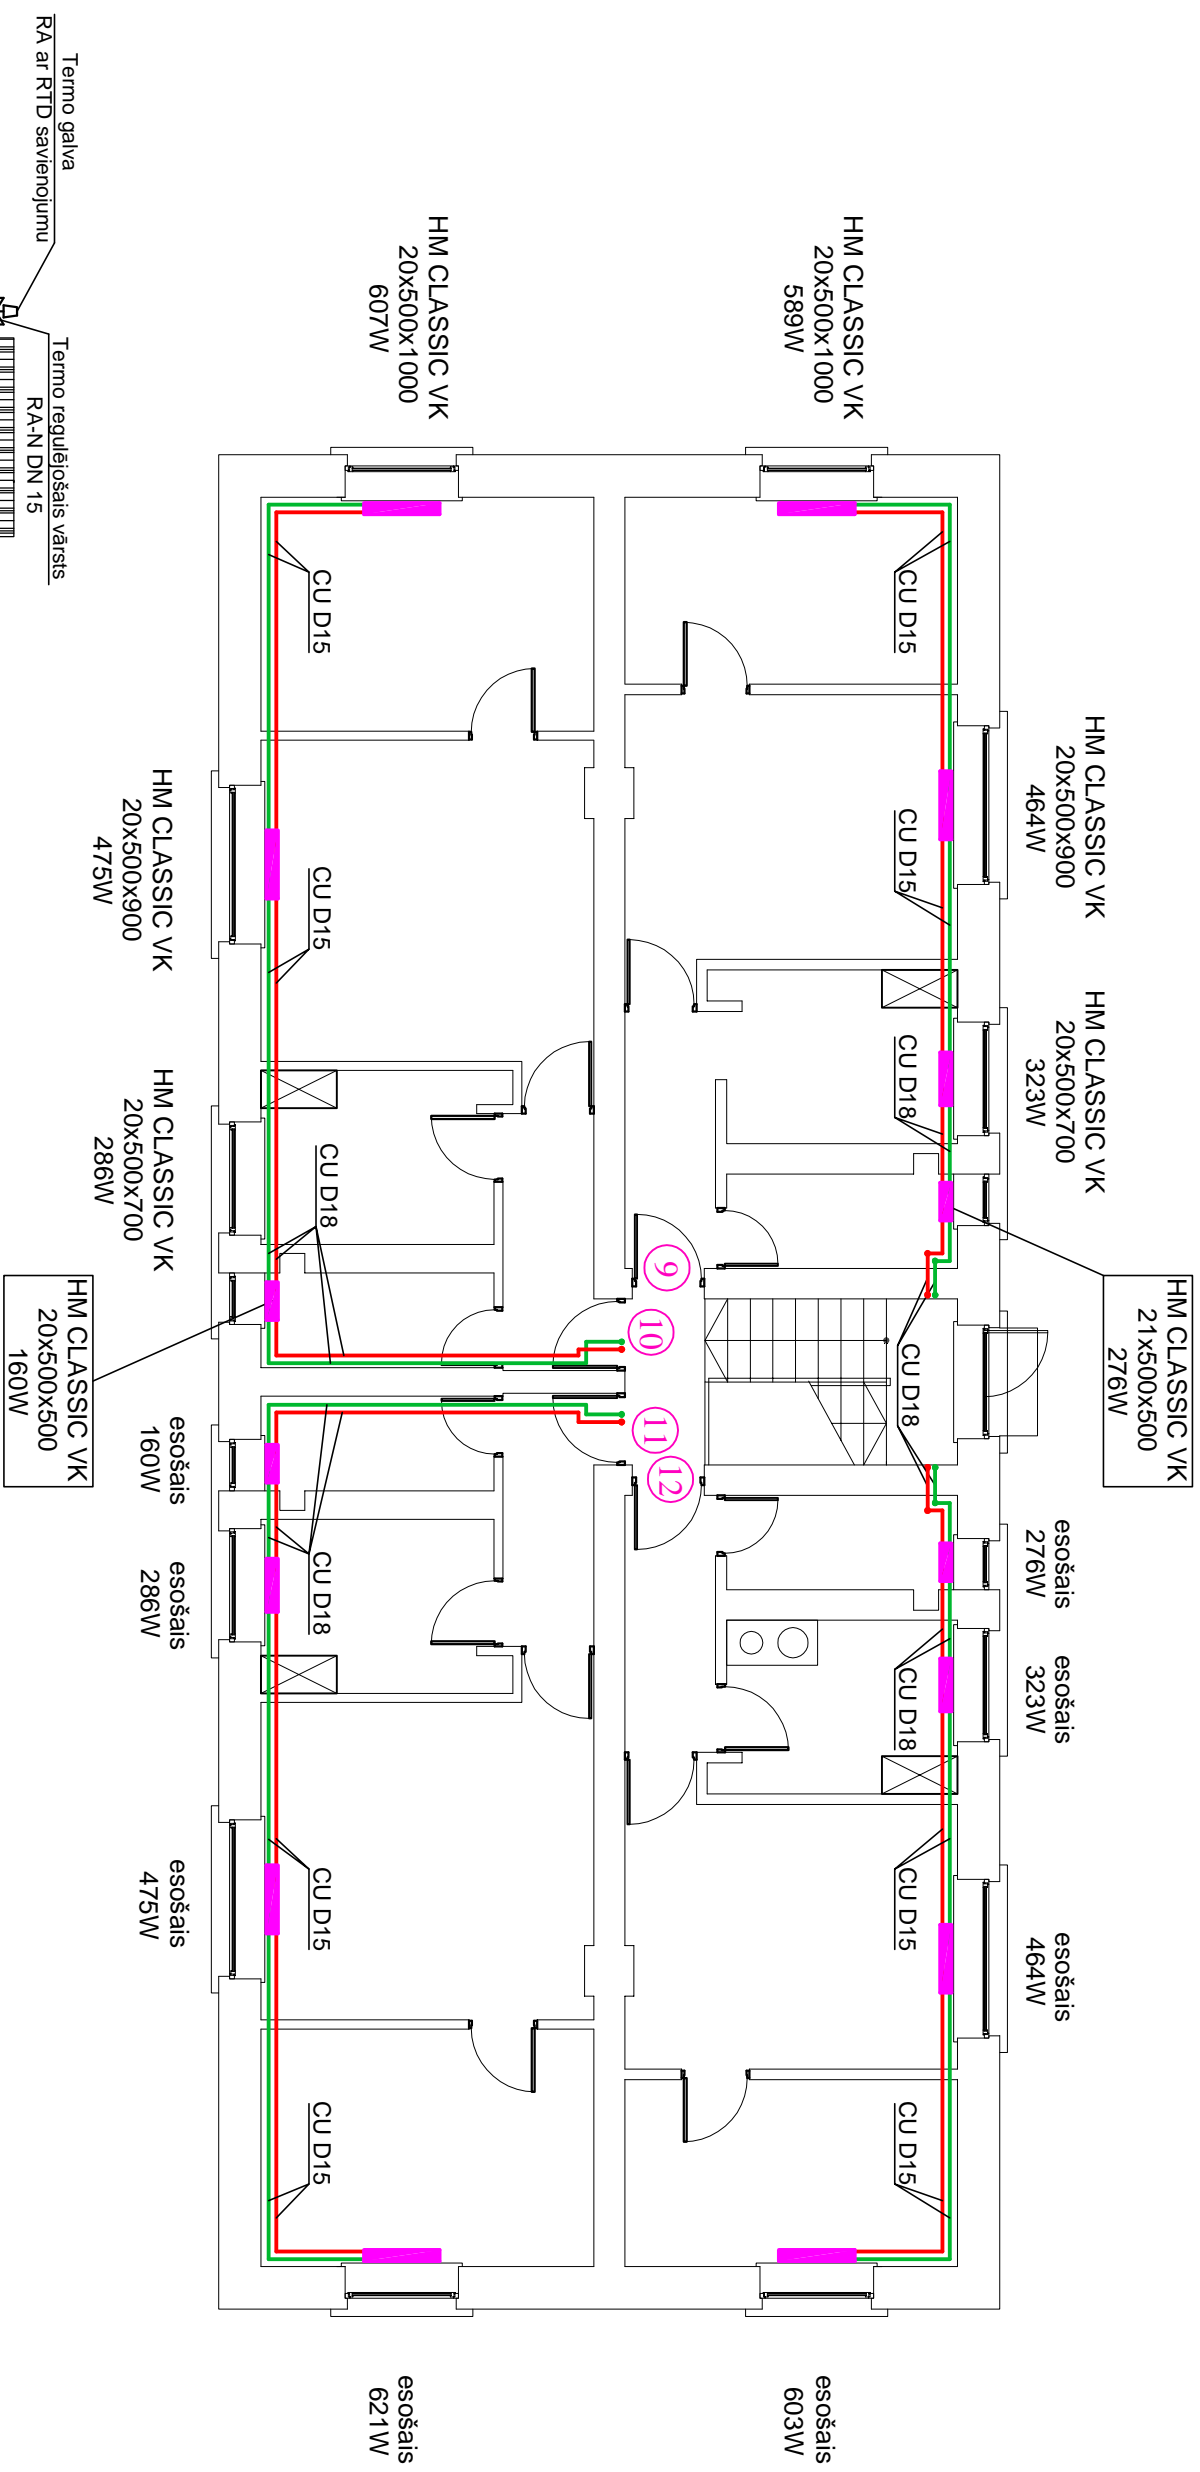 HM CLASSIC VK
21x500x500
276W
HM CLASSIC VK
20x500x900
464W
HM CLASSIC VK
20x500x700
323W
esošais
276W
esošais
323W
esošais
464W
HM CLASSIC VK
20x500x1000
589W
CU D15
CU D15
CU D18
CU D18
CU D18
CU D15
CU D15
esošais
603W
9
10
11
12
HM CLASSIC VK
20x500x1000
607W
CU D15
CU D15
CU D18
CU D18
CU D15
CU D15
esošais
621W
HM CLASSIC VK
20x500x900
475W
HM CLASSIC VK
20x500x700
286W
esošais
160W
esošais
286W
esošais
475W
HM CLASSIC VK
20x500x500
160W
Termo galva
RA ar RTD savienojumu
Termo regulējošais vārsts
RA-N DN 15